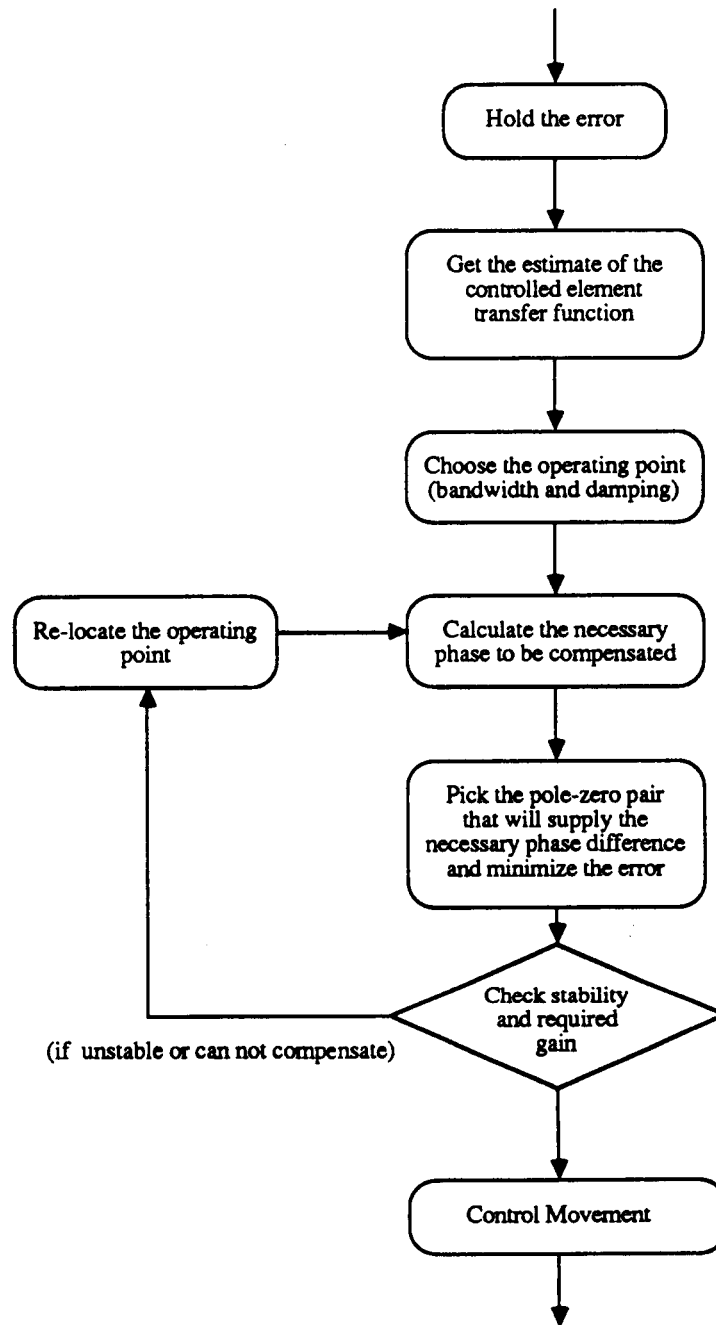 Hold the error
Get the estimate of the
controlled element
transfer function
Choose the operating point
(bandwidth and damping)
Re-locate the operating
point
Calculate the necessary
phase to be compensated
Pick the pole-zero pair
that will supply the
necessary phase difference
and minimize the error
Check stability
and required
gain
(if unstable or can not compensate)
Control Movement